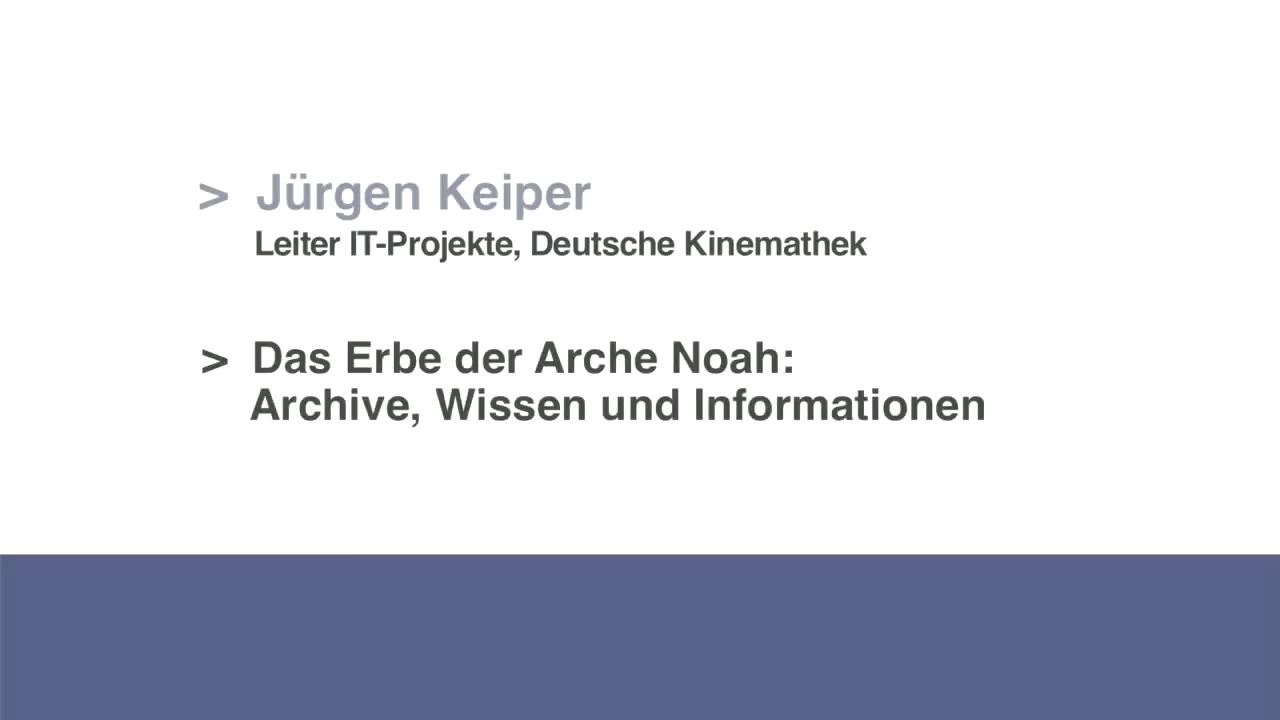 > Jürgen Keiper
Leiter IT-Projekte, Deutsche Kinemathek
> Das Erbe der Arche Noah:
Archive, Wissen und Informationen